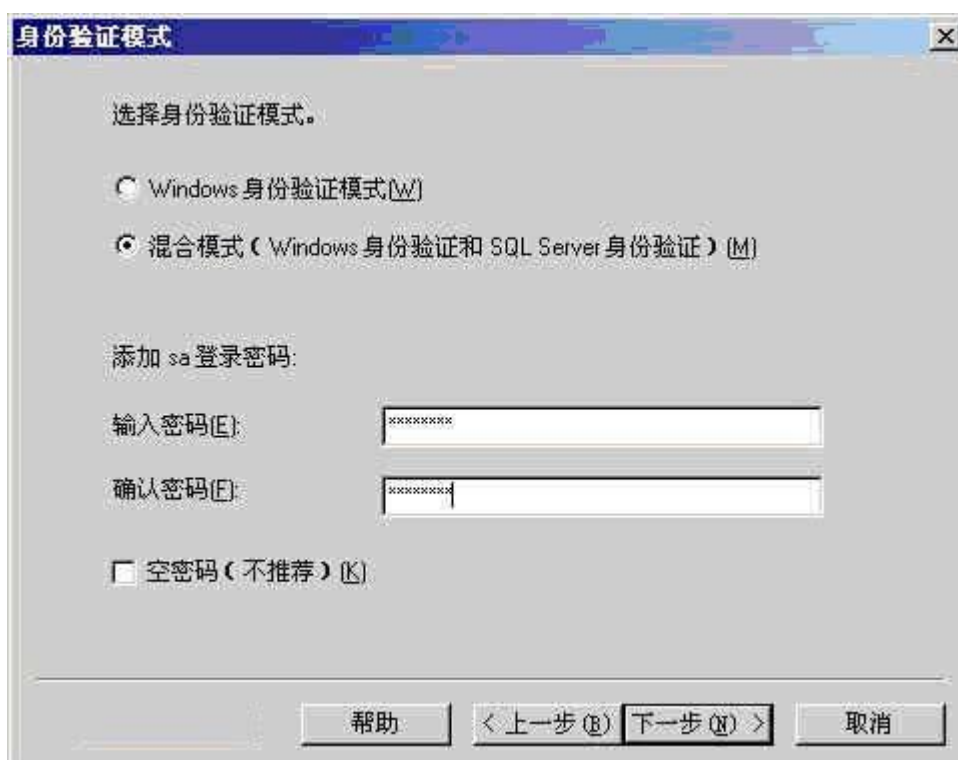 身份验证模式
选择身份验证模式。
Windows 身份验证模式(W)
混合模式（Windows 身份验证和 SQL Server 身份验证）(M)
添加 sa 登录密码:
输入密码(E):
********
确认密码(F):
********
空密码（不推荐）(K)
帮助 < 上一步(B) 下一步(N) > 取消